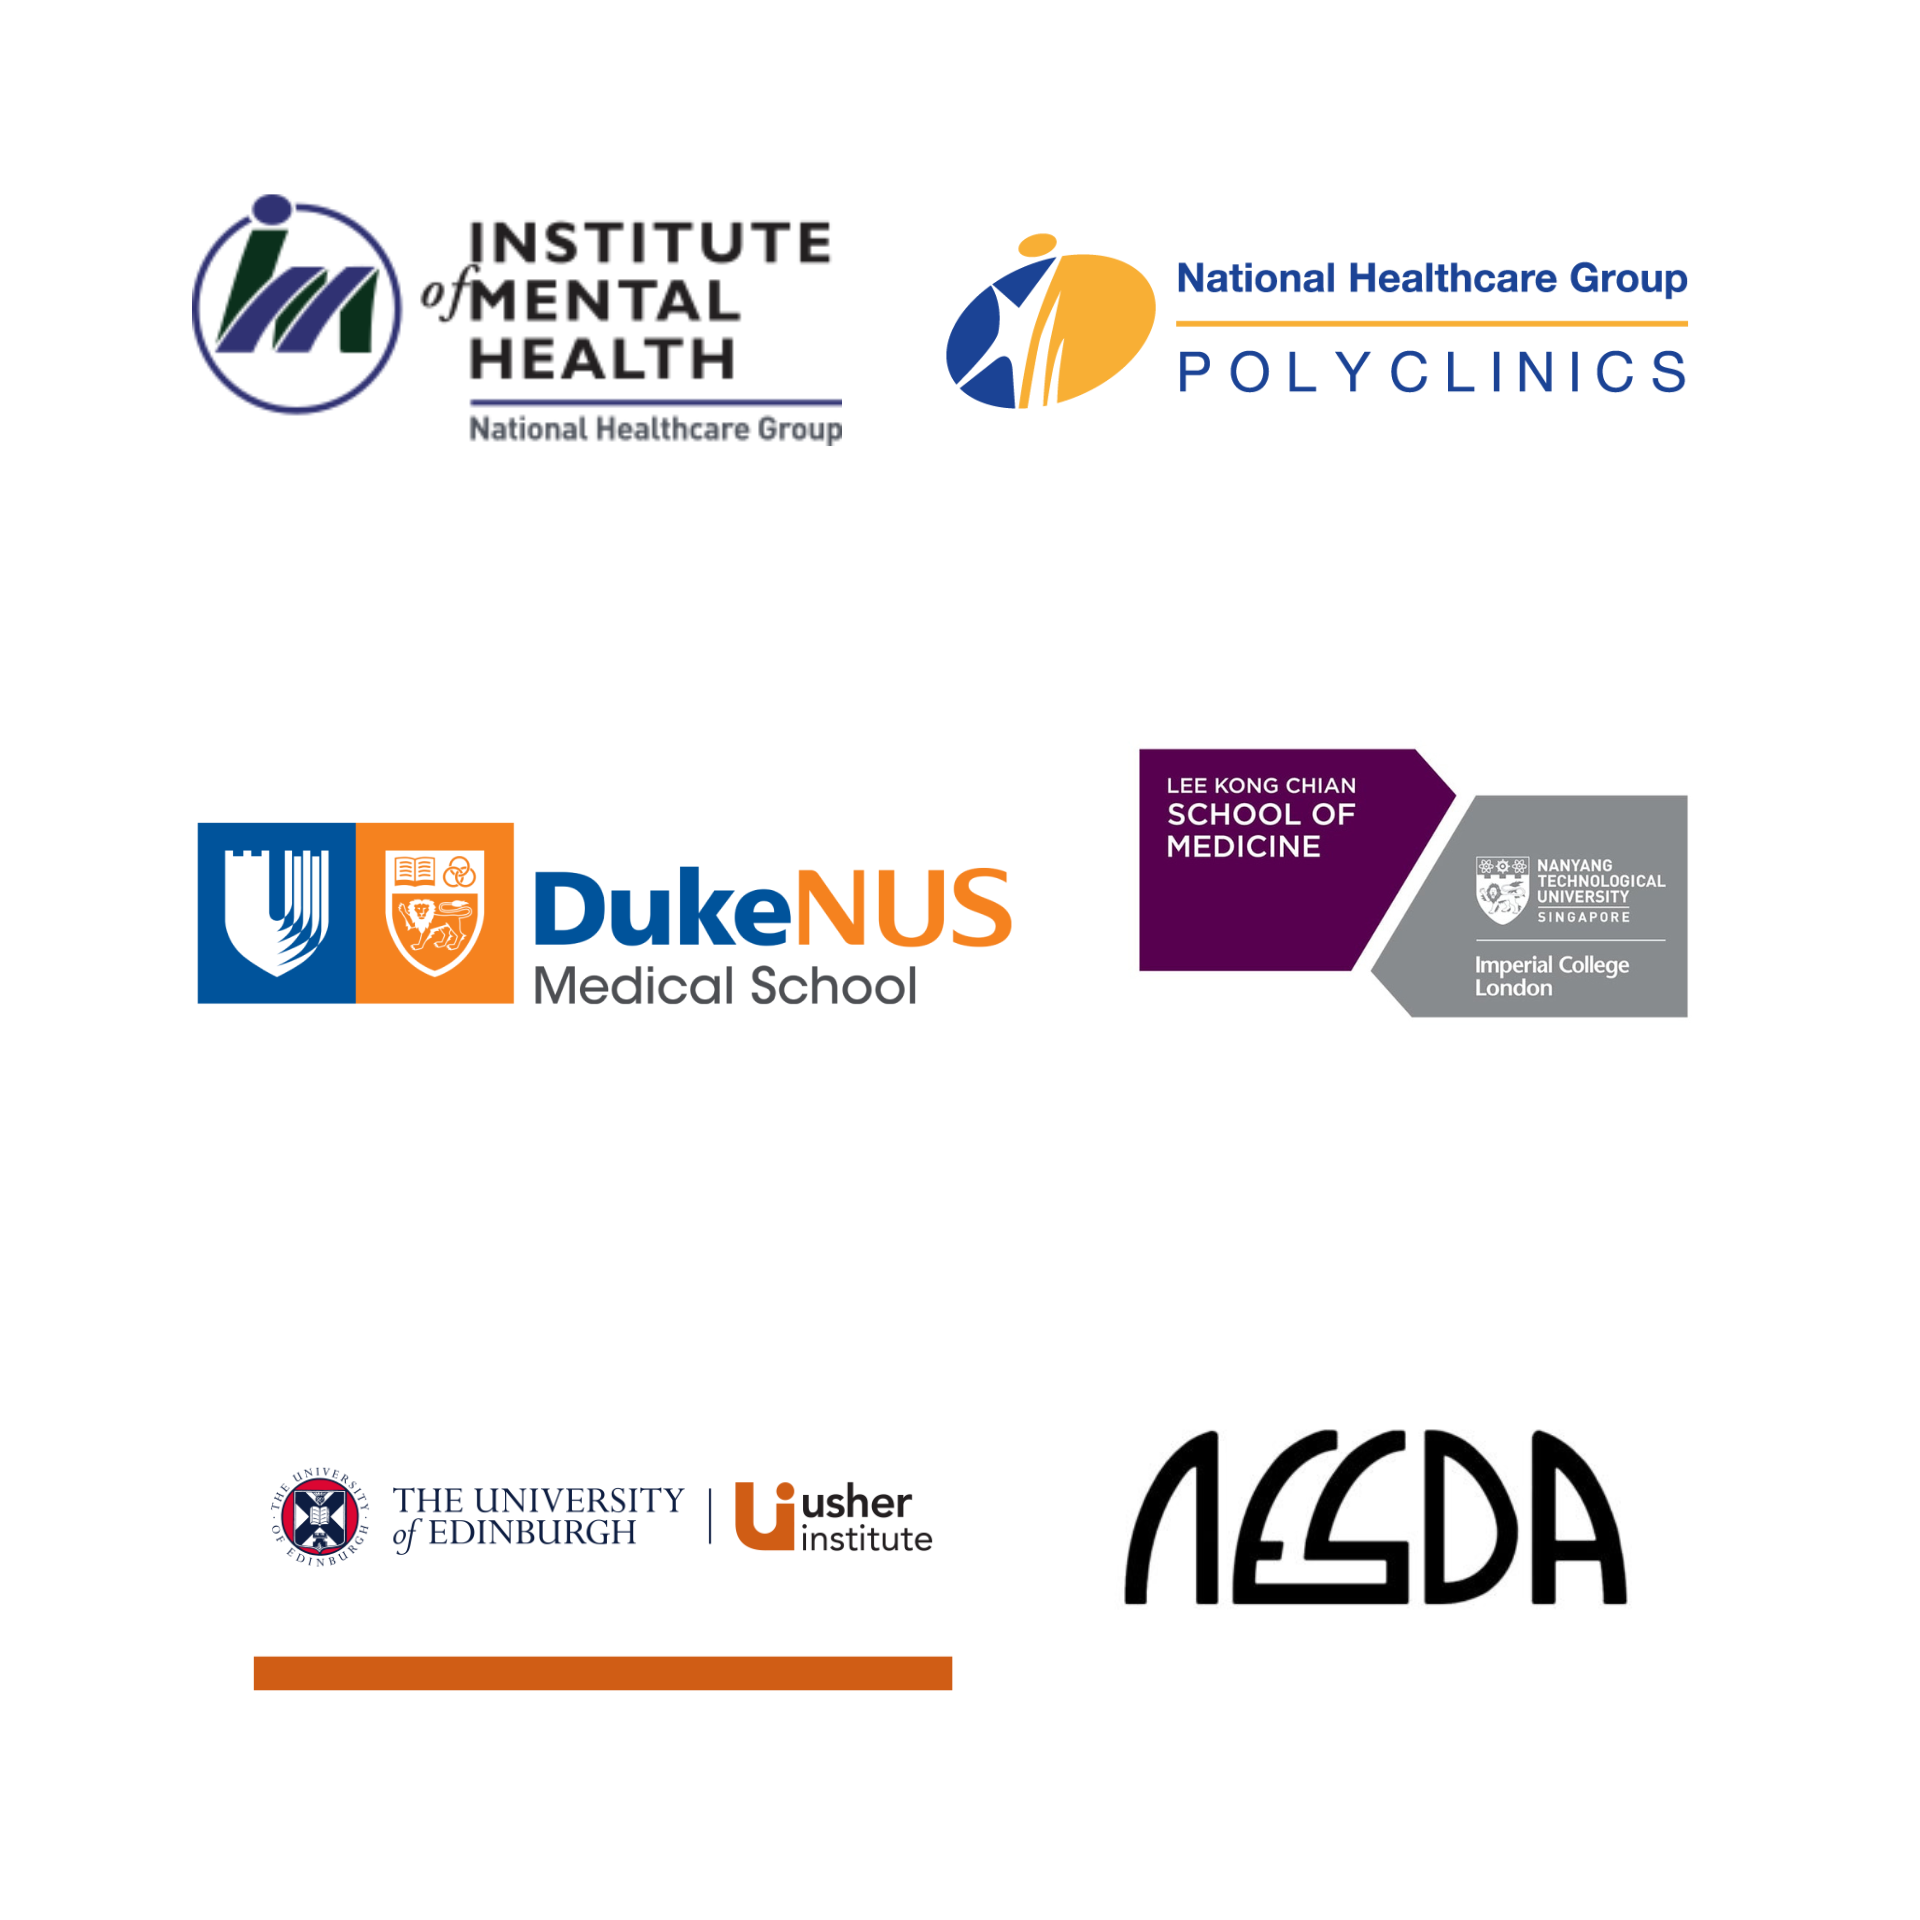 INSTITUTE
of MENTAL
HEALTH
National Healthcare Group
National Healthcare Group
POLYCLINICS
DukeNUS
Medical School
LEE KONG CHIAN
SCHOOL OF
MEDICINE
NANYANG
TECHNOLOGICAL
UNIVERSITY
SINGAPORE
Imperial College
London
THE UNIVERSITY OF EDINBURGH
THE UNIVERSITY
of EDINBURGH
usher
institute
NESDA